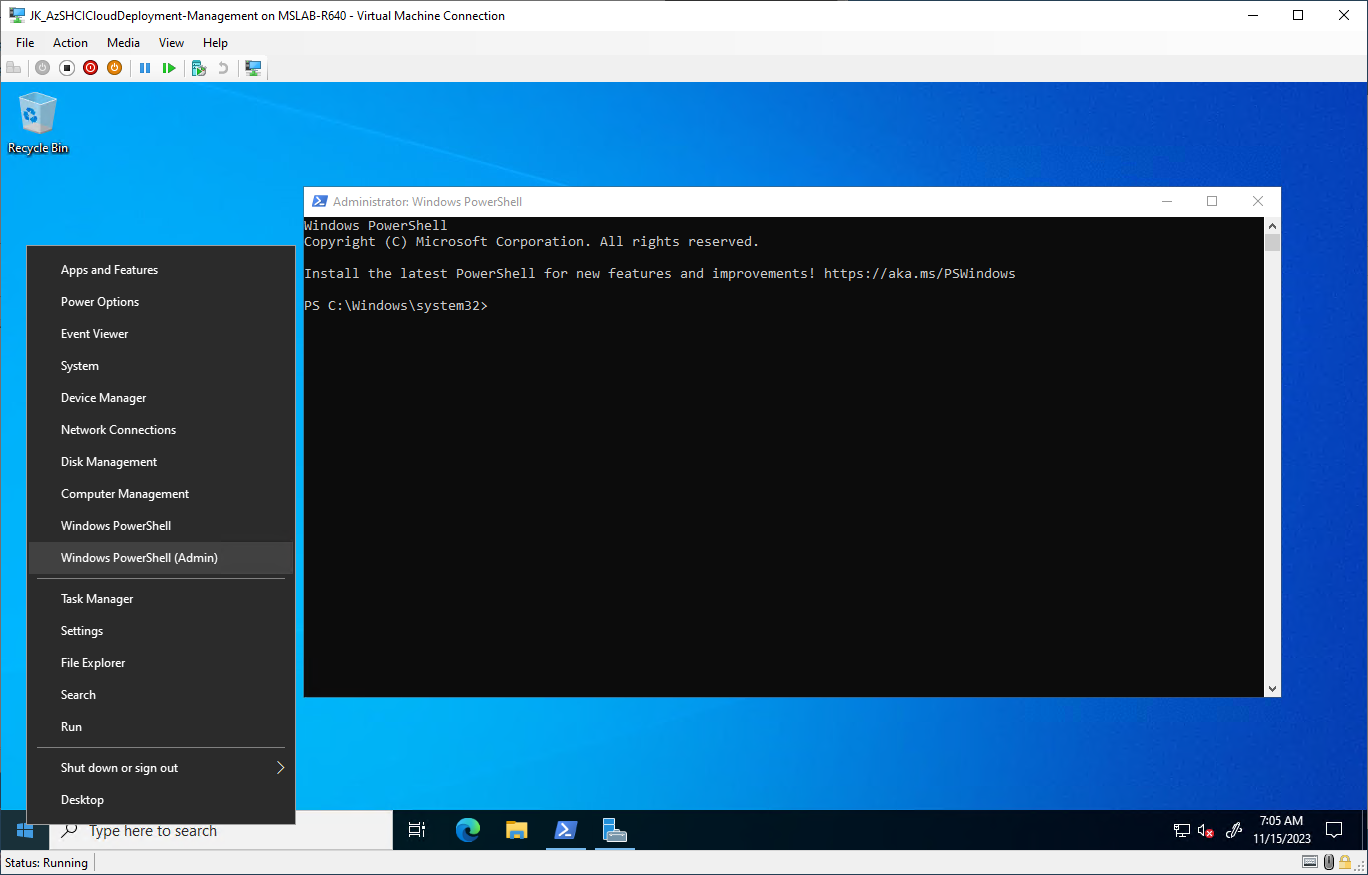 JK_AzSHCICloudDeployment-Management on MSLAB-R640 - Virtual Machine Connection
File Action Media View Help
Recycle Bin
Administrator: Windows PowerShell
Windows PowerShell
Copyright (C) Microsoft Corporation. All rights reserved.
Install the latest PowerShell for new features and improvements! https://aka.ms/PSWindows
PS C:\Windows\system32>
Apps and Features
Power Options
Event Viewer
System
Device Manager
Network Connections
Disk Management
Computer Management
Windows PowerShell
Windows PowerShell (Admin)
Task Manager
Settings
File Explorer
Search
Run
Shut down or sign out
Desktop
Type here to search
7:05 AM
11/15/2023
Status: Running